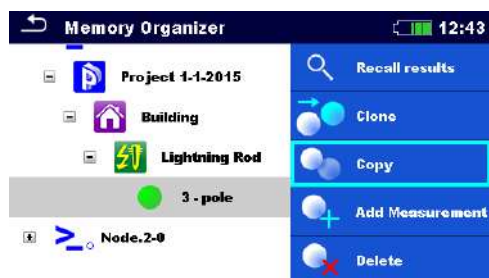 Memory Organizer
12:43
Project 1-1-2015
Building
Lightning Rod
3 - pole
Node.2-0
Recall results
Clone
Copy
Add Measurement
Delete